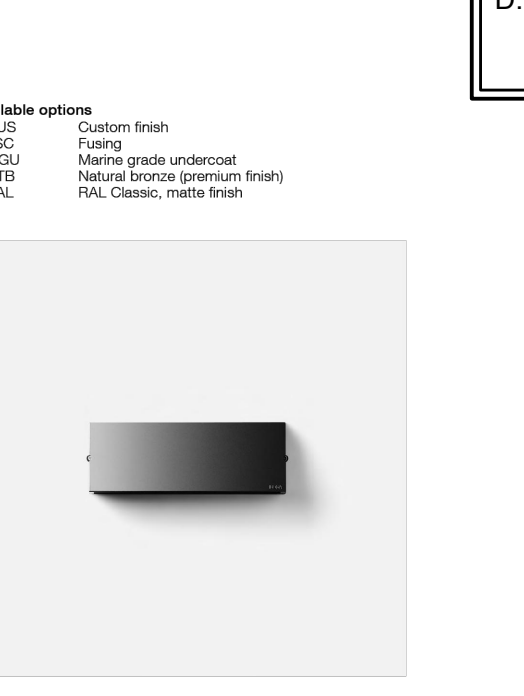 D.
lable options
US Custom finish
SC Fusing
GU Marine grade undercoat
TB Natural bronze (premium finish)
AL RAL Classic, matte finish